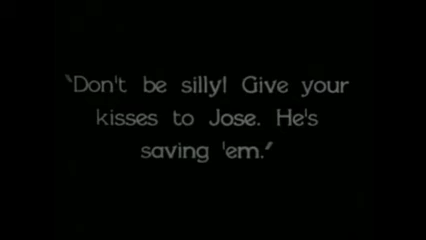 "Don't be silly! Give your
kisses to Jose. He's
saving 'em."